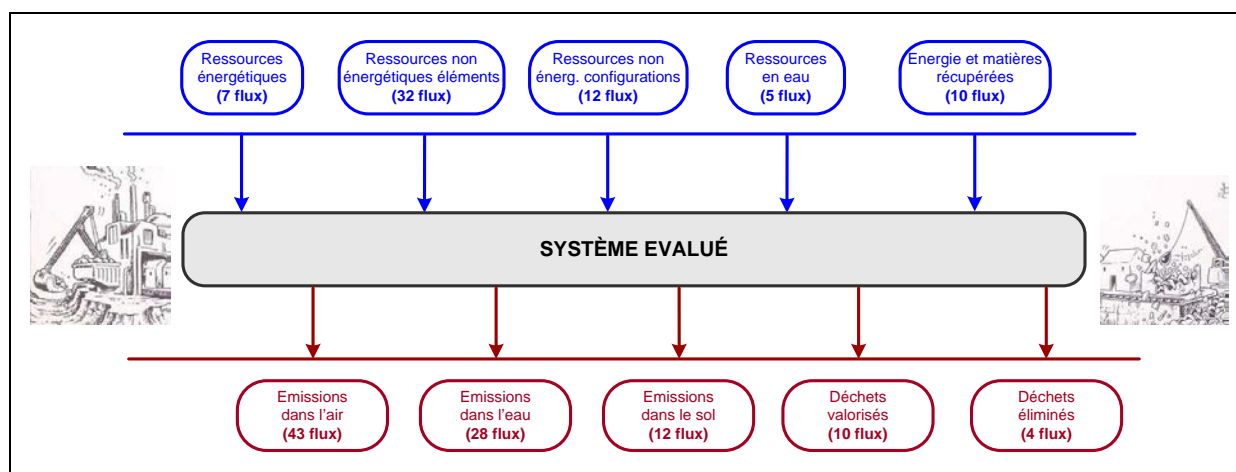 Ressources
énergétiques
(7 flux)
Ressources non
énergétiques éléments
(32 flux)
Ressources non
énerg. configurations
(12 flux)
Ressources
en eau
(5 flux)
Energie et matières
récupérées
(10 flux)
SYSTÈME EVALUÉ
Emissions
dans l'air
(43 flux)
Emissions
dans l'eau
(28 flux)
Emissions
dans le sol
(12 flux)
Déchets
valorisés
(10 flux)
Déchets
éliminés
(4 flux)